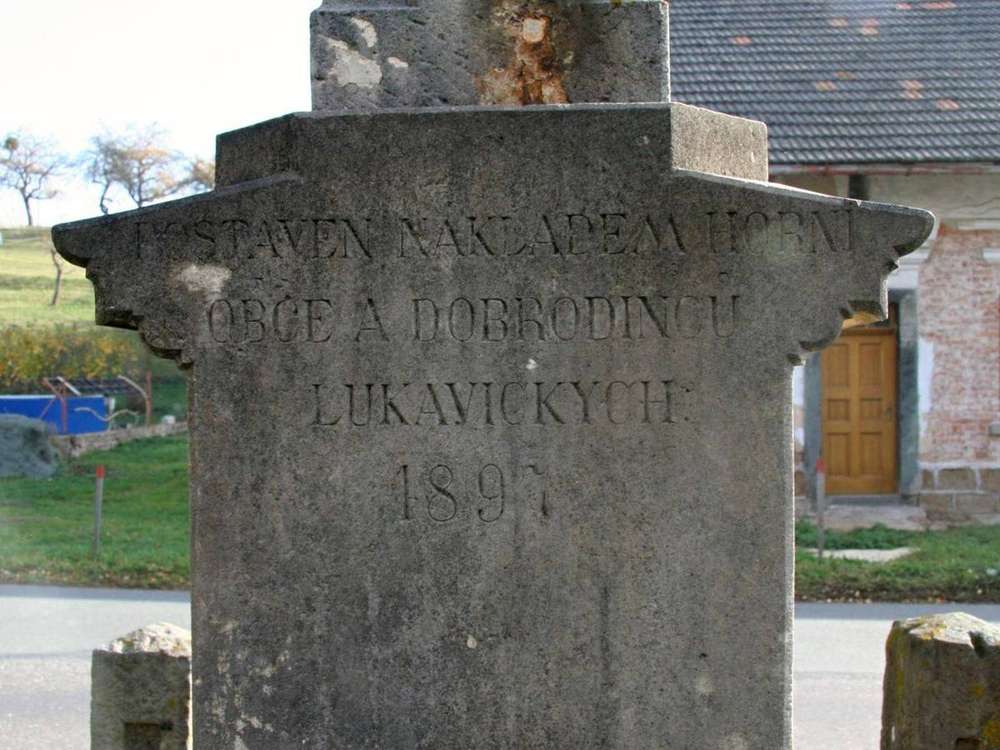 POSTAVEN NÁKLADEM HORNÍ
OBCE A DOBRODINCŮ
LUKAVICKÝCH:
1897